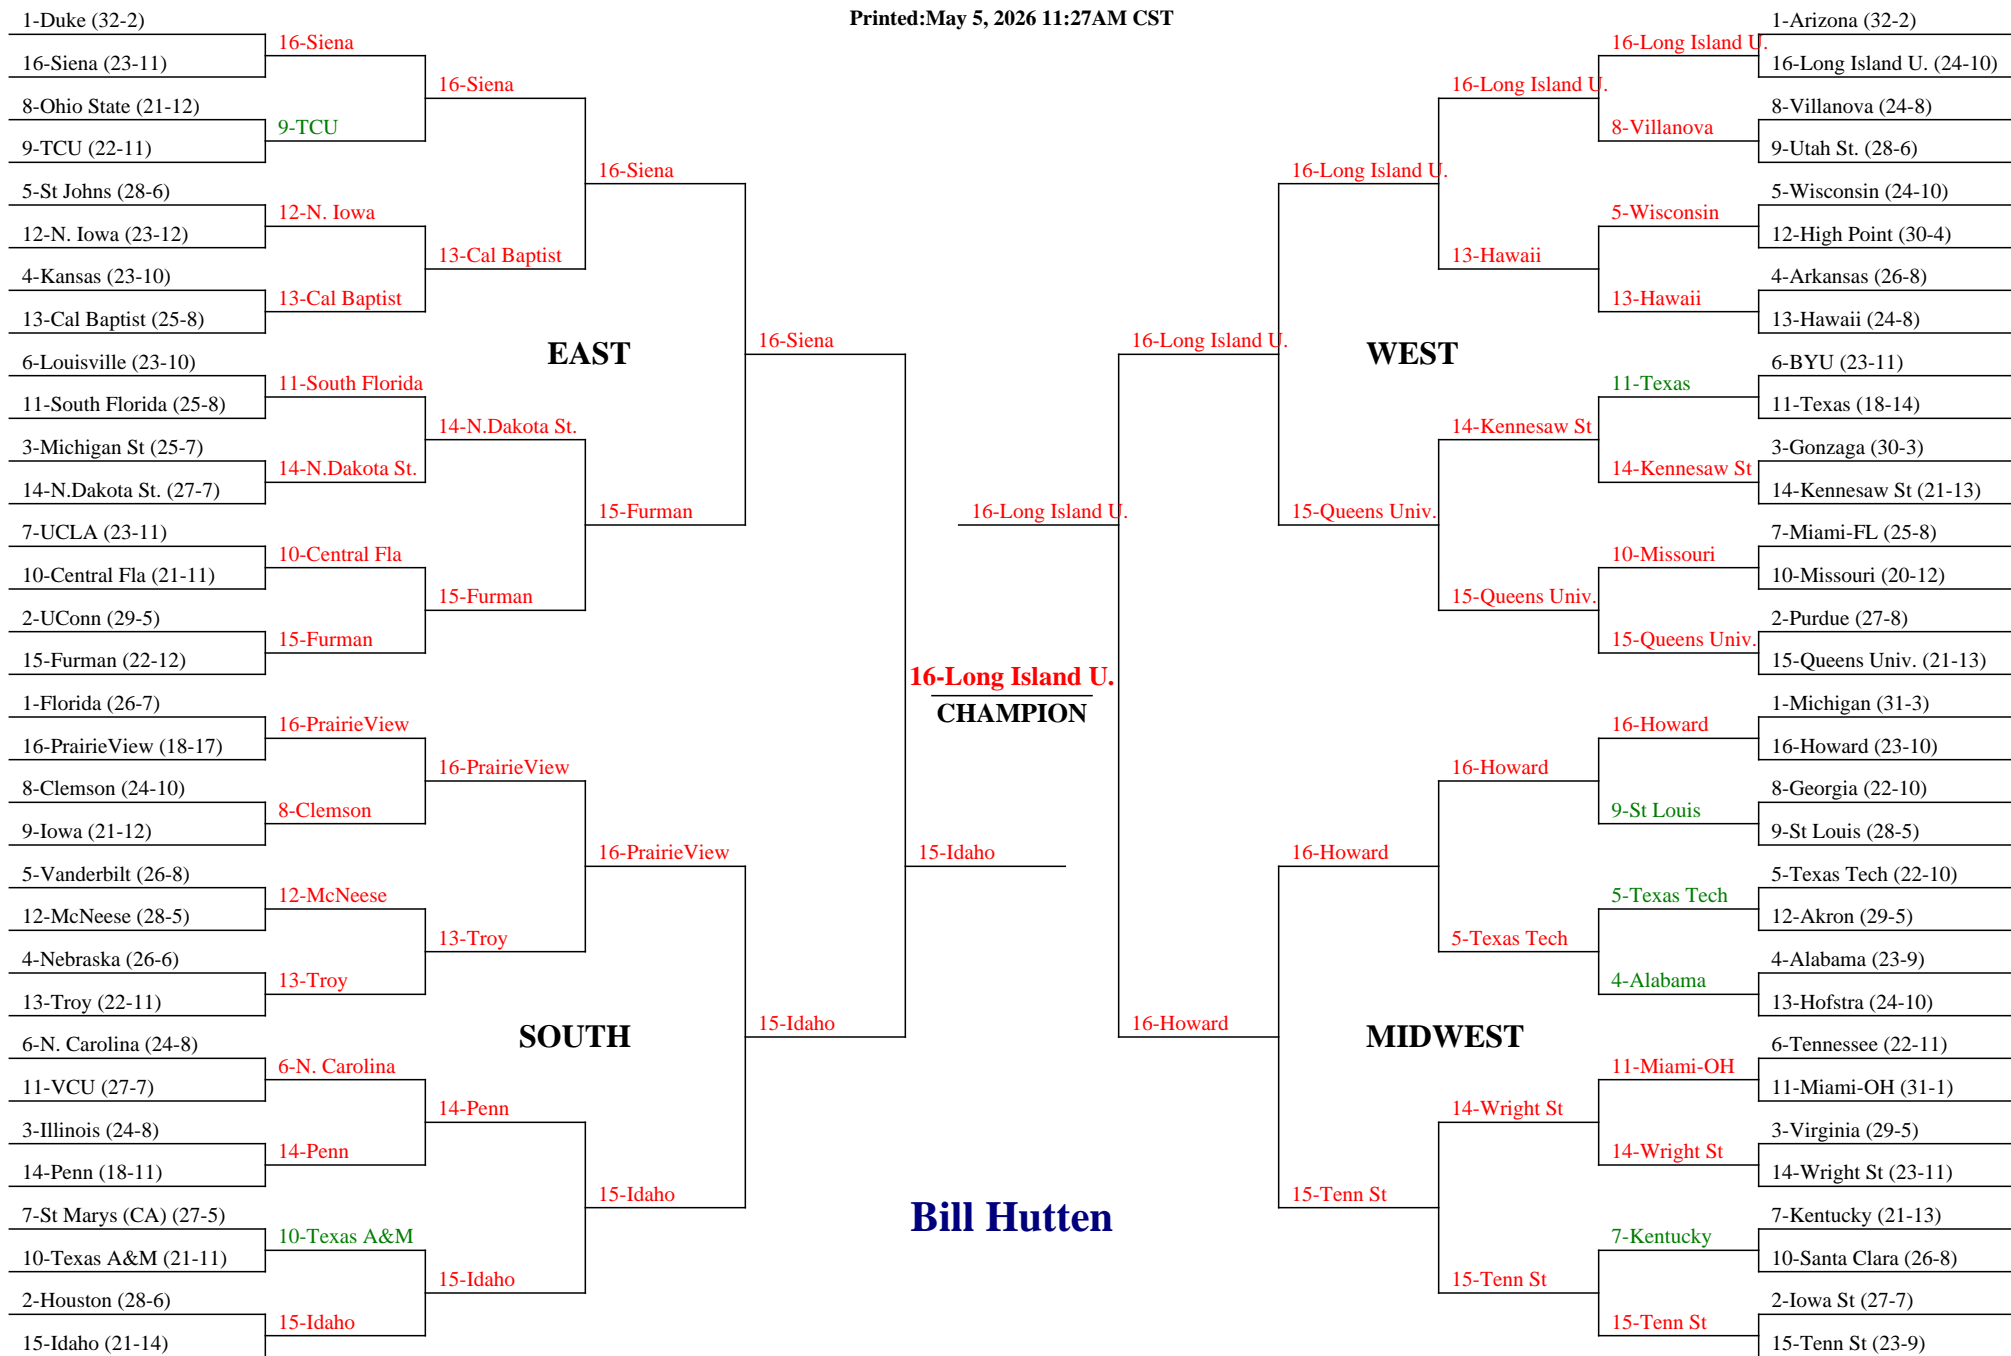 Printed:May 5, 2026 11:27AM CST
1-Duke (32-2)
16-Siena (23-11)
8-Ohio State (21-12)
9-TCU (22-11)
5-St Johns (28-6)
12-N. Iowa (23-12)
4-Kansas (23-10)
13-Cal Baptist (25-8)
6-Louisville (23-10)
11-South Florida (25-8)
3-Michigan St (25-7)
14-N.Dakota St. (27-7)
7-UCLA (23-11)
10-Central Fla (21-11)
2-UConn (29-5)
15-Furman (22-12)
1-Florida (26-7)
16-PrairieView (18-17)
8-Clemson (24-10)
9-Iowa (21-12)
5-Vanderbilt (26-8)
12-McNeese (28-5)
4-Nebraska (26-6)
13-Troy (22-11)
6-N. Carolina (24-8)
11-VCU (27-7)
3-Illinois (24-8)
14-Penn (18-11)
7-St Marys (CA) (27-5)
10-Texas A&M (21-11)
2-Houston (28-6)
15-Idaho (21-14)
16-Siena
9-TCU
12-N. Iowa
13-Cal Baptist
11-South Florida
14-N.Dakota St.
10-Central Fla
15-Furman
16-PrairieView
8-Clemson
12-McNeese
13-Troy
6-N. Carolina
14-Penn
10-Texas A&M
15-Idaho
16-Siena
13-Cal Baptist
14-N.Dakota St.
15-Furman
16-PrairieView
13-Troy
14-Penn
15-Idaho
16-Siena
15-Furman
16-PrairieView
15-Idaho
EAST
SOUTH
16-Siena
15-Idaho
15-Idaho
16-Long Island U.
16-Long Island U.
CHAMPION
Bill Hutten
16-Long Island U.
16-Howard
WEST
MIDWEST
16-Long Island U.
15-Queens Univ.
16-Howard
15-Tenn St
16-Long Island U.
13-Hawaii
14-Kennesaw St
15-Queens Univ.
16-Howard
5-Texas Tech
14-Wright St
15-Tenn St
16-Long Island U.
8-Villanova
5-Wisconsin
13-Hawaii
11-Texas
14-Kennesaw St
10-Missouri
15-Queens Univ.
16-Howard
9-St Louis
5-Texas Tech
4-Alabama
11-Miami-OH
14-Wright St
7-Kentucky
15-Tenn St
1-Arizona (32-2)
16-Long Island U. (24-10)
8-Villanova (24-8)
9-Utah St. (28-6)
5-Wisconsin (24-10)
12-High Point (30-4)
4-Arkansas (26-8)
13-Hawaii (24-8)
6-BYU (23-11)
11-Texas (18-14)
3-Gonzaga (30-3)
14-Kennesaw St (21-13)
7-Miami-FL (25-8)
10-Missouri (20-12)
2-Purdue (27-8)
15-Queens Univ. (21-13)
1-Michigan (31-3)
16-Howard (23-10)
8-Georgia (22-10)
9-St Louis (28-5)
5-Texas Tech (22-10)
12-Akron (29-5)
4-Alabama (23-9)
13-Hofstra (24-10)
6-Tennessee (22-11)
11-Miami-OH (31-1)
3-Virginia (29-5)
14-Wright St (23-11)
7-Kentucky (21-13)
10-Santa Clara (26-8)
2-Iowa St (27-7)
15-Tenn St (23-9)